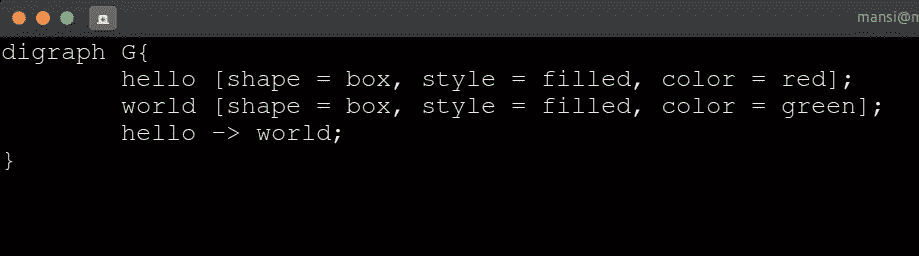 mansi@m
digraph G{
hello [shape = box, style = filled, color = red];
world [shape = box, style = filled, color = green];
hello -> world;
}